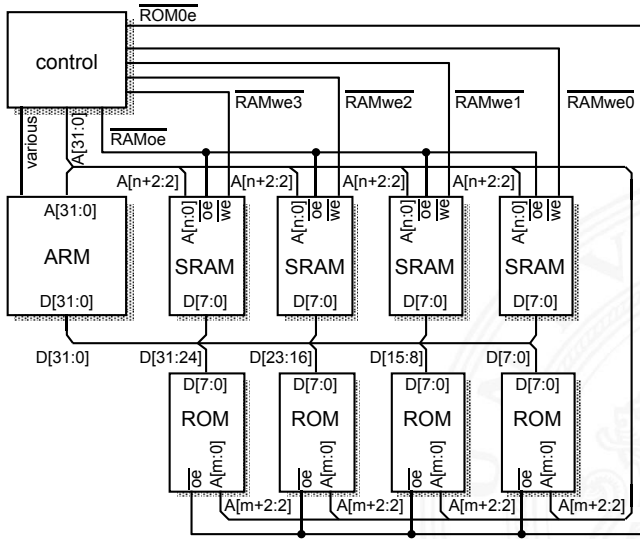 ROM0e
control
RAMwe3 RAMwe2 RAMwe1 RAMwe0
various
A[31:0]
RAMoe
A[n+2:2] A[n+2:2] A[n+2:2] A[n+2:2]
A[31:0]
ARM
D[31:0]
A[n:0] oe we
SRAM
D[7:0]
A[n:0] oe we
SRAM
D[7:0]
A[n:0] oe we
SRAM
D[7:0]
A[n:0] oe we
SRAM
D[7:0]
D[31:0] D[31:24] D[23:16] D[15:8] D[7:0]
D[7:0]
ROM
oe A[m:0]
D[7:0]
ROM
oe A[m:0]
D[7:0]
ROM
oe A[m:0]
D[7:0]
ROM
oe A[m:0]
A[m+2:2] A[m+2:2] A[m+2:2] A[m+2:2]